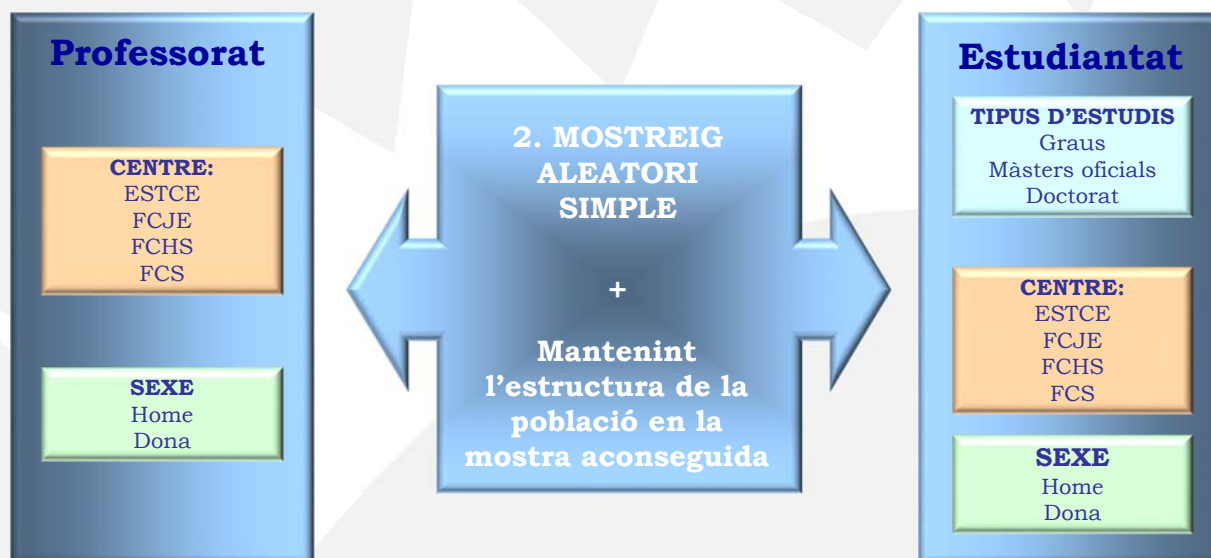 Professorat
CENTRE:
ESTCE
FCJE
FCHS
FCS
SEXE
Home
Dona
2. MOSTREIG
ALEATORI
SIMPLE
+
Mantenint
l’estructura de la
població en la
mostra aconseguida
Estudiantat
TIPUS D’ESTUDIS
Graus
Màsters oficials
Doctorat
CENTRE:
ESTCE
FCJE
FCHS
FCS
SEXE
Home
Dona